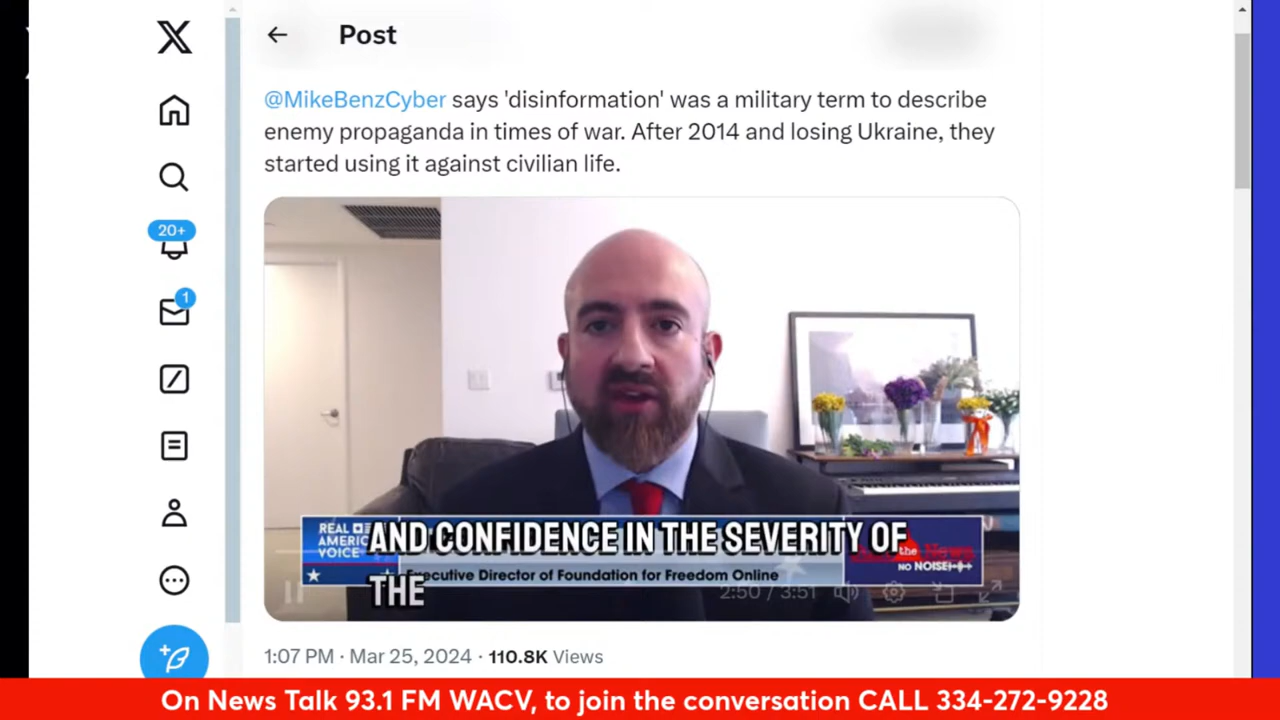 Post
@MikeBenzCyber says 'disinformation' was a military term to describe
enemy propaganda in times of war. After 2014 and losing Ukraine, they
started using it against civilian life.
20+
1
AND CONFIDENCE IN THE SEVERITY OF
THE
REAL
AMERIC
VOICE
Executive Director of Foundation for Freedom Online
the News
NO NOISE
2:50 / 3:51
1:07 PM · Mar 25, 2024 · 110.8K Views
On News Talk 93.1 FM WACV, to join the conversation CALL 334-272-9228